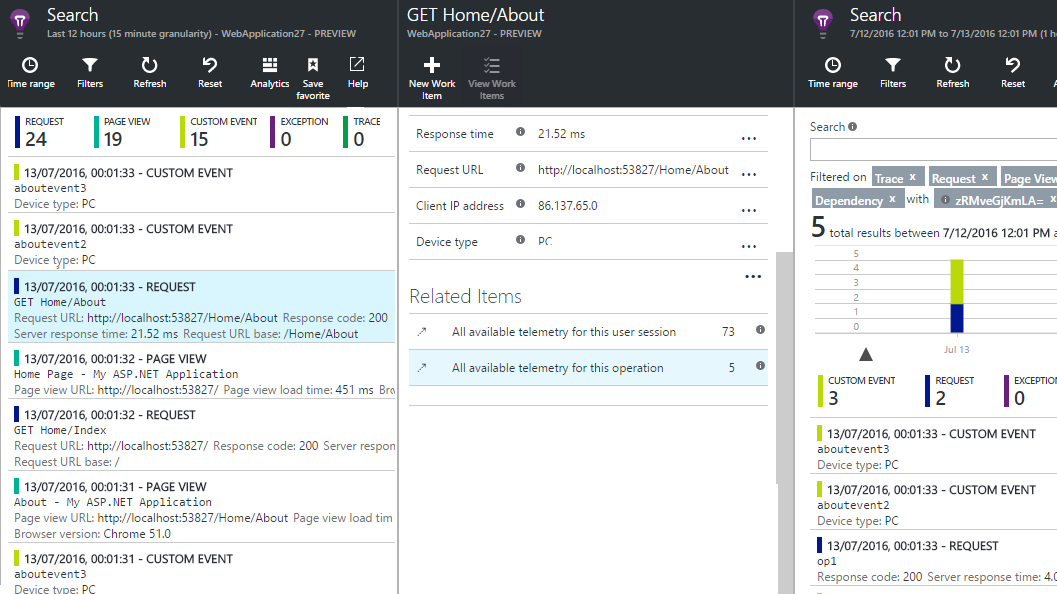 Search
Last 12 hours (15 minute granularity) - WebApplication27 - PREVIEW
Time range
Filters
Refresh
Reset
Analytics
Save favorite
Help
REQUEST
24
PAGE VIEW
19
CUSTOM EVENT
15
EXCEPTION
0
TRACE
0
13/07/2016, 00:01:33 - CUSTOM EVENT
aboutevent3
Device type: PC
13/07/2016, 00:01:33 - CUSTOM EVENT
aboutevent2
Device type: PC
13/07/2016, 00:01:33 - REQUEST
GET Home/About
Request URL: http://localhost:53827/Home/About Response code: 200
Server response time: 21.52 ms Request URL base: /Home/About
13/07/2016, 00:01:32 - PAGE VIEW
Home Page - My ASP.NET Application
Page view URL: http://localhost:53827/ Page view load time: 451 ms Bro
13/07/2016, 00:01:32 - REQUEST
GET Home/Index
Request URL: http://localhost:53827/ Response code: 200 Server respon
Request URL base: /
13/07/2016, 00:01:31 - PAGE VIEW
About - My ASP.NET Application
Page view URL: http://localhost:53827/Home/About Page view load tim
Browser version: Chrome 51.0
13/07/2016, 00:01:31 - CUSTOM EVENT
aboutevent3
Device type: PC
GET Home/About
WebApplication27 - PREVIEW
New Work Item
View Work Items
Response time 21.52 ms ...
Request URL http://localhost:53827/Home/About ...
Client IP address 86.137.65.0 ...
Device type PC ...
...
Related Items
All available telemetry for this user session 73
All available telemetry for this operation 5
Search
7/12/2016 12:01 PM to 7/13/2016 12:01 PM (1 h
Time range
Filters
Refresh
Reset
A
Search
Filtered on Trace x Request x Page View
Dependency x with zRMveGjKmLA= x
5 total results between 7/12/2016 12:01 PM a
5
4
3
2
1
0
Jul 13
CUSTOM EVENT
3
REQUEST
2
EXCEPTIO
0
13/07/2016, 00:01:33 - CUSTOM EVENT
aboutevent3
Device type: PC
13/07/2016, 00:01:33 - CUSTOM EVENT
aboutevent2
Device type: PC
13/07/2016, 00:01:33 - REQUEST
op1
Response code: 200 Server response time: 4.0